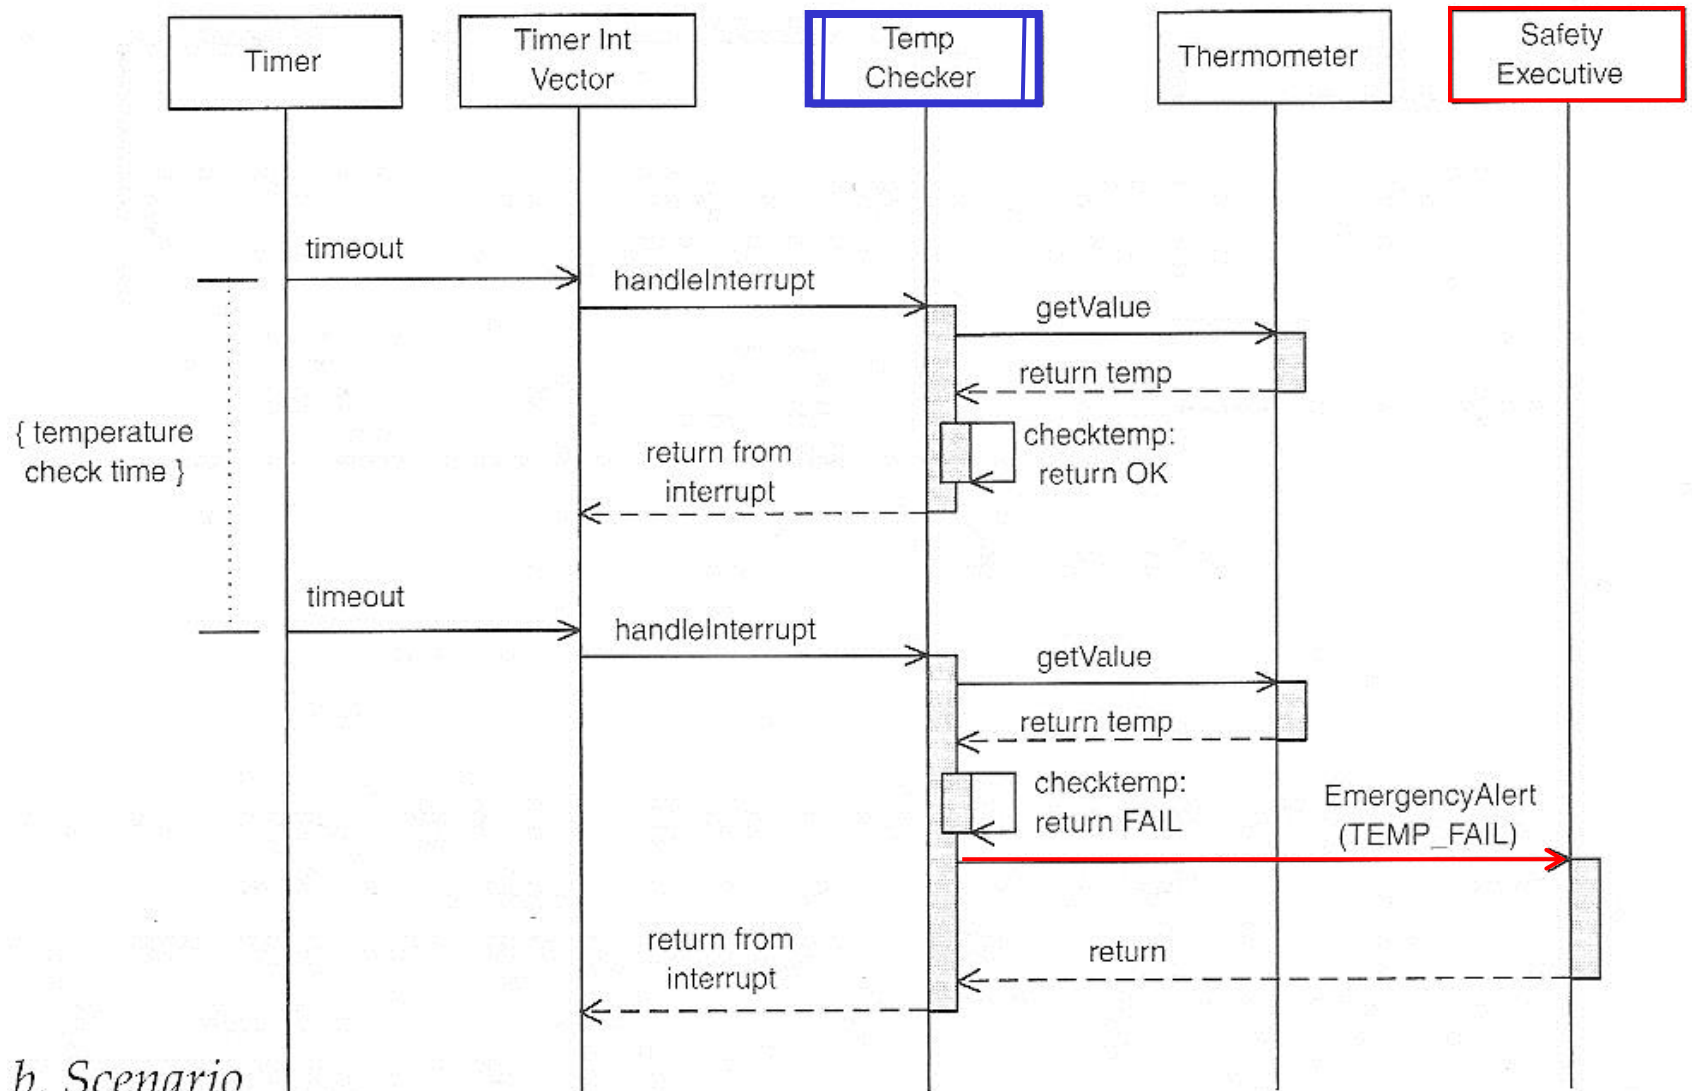 Timer
Timer Int
Vector
Temp
Checker
Thermometer
Safety
Executive
timeout
handleInterrupt
getValue
return temp
{ temperature
check time }
checktemp:
return OK
return from
interrupt
timeout
handleInterrupt
getValue
return temp
checktemp:
return FAIL
EmergencyAlert
(TEMP_FAIL)
return from
interrupt
return
b. Scenario